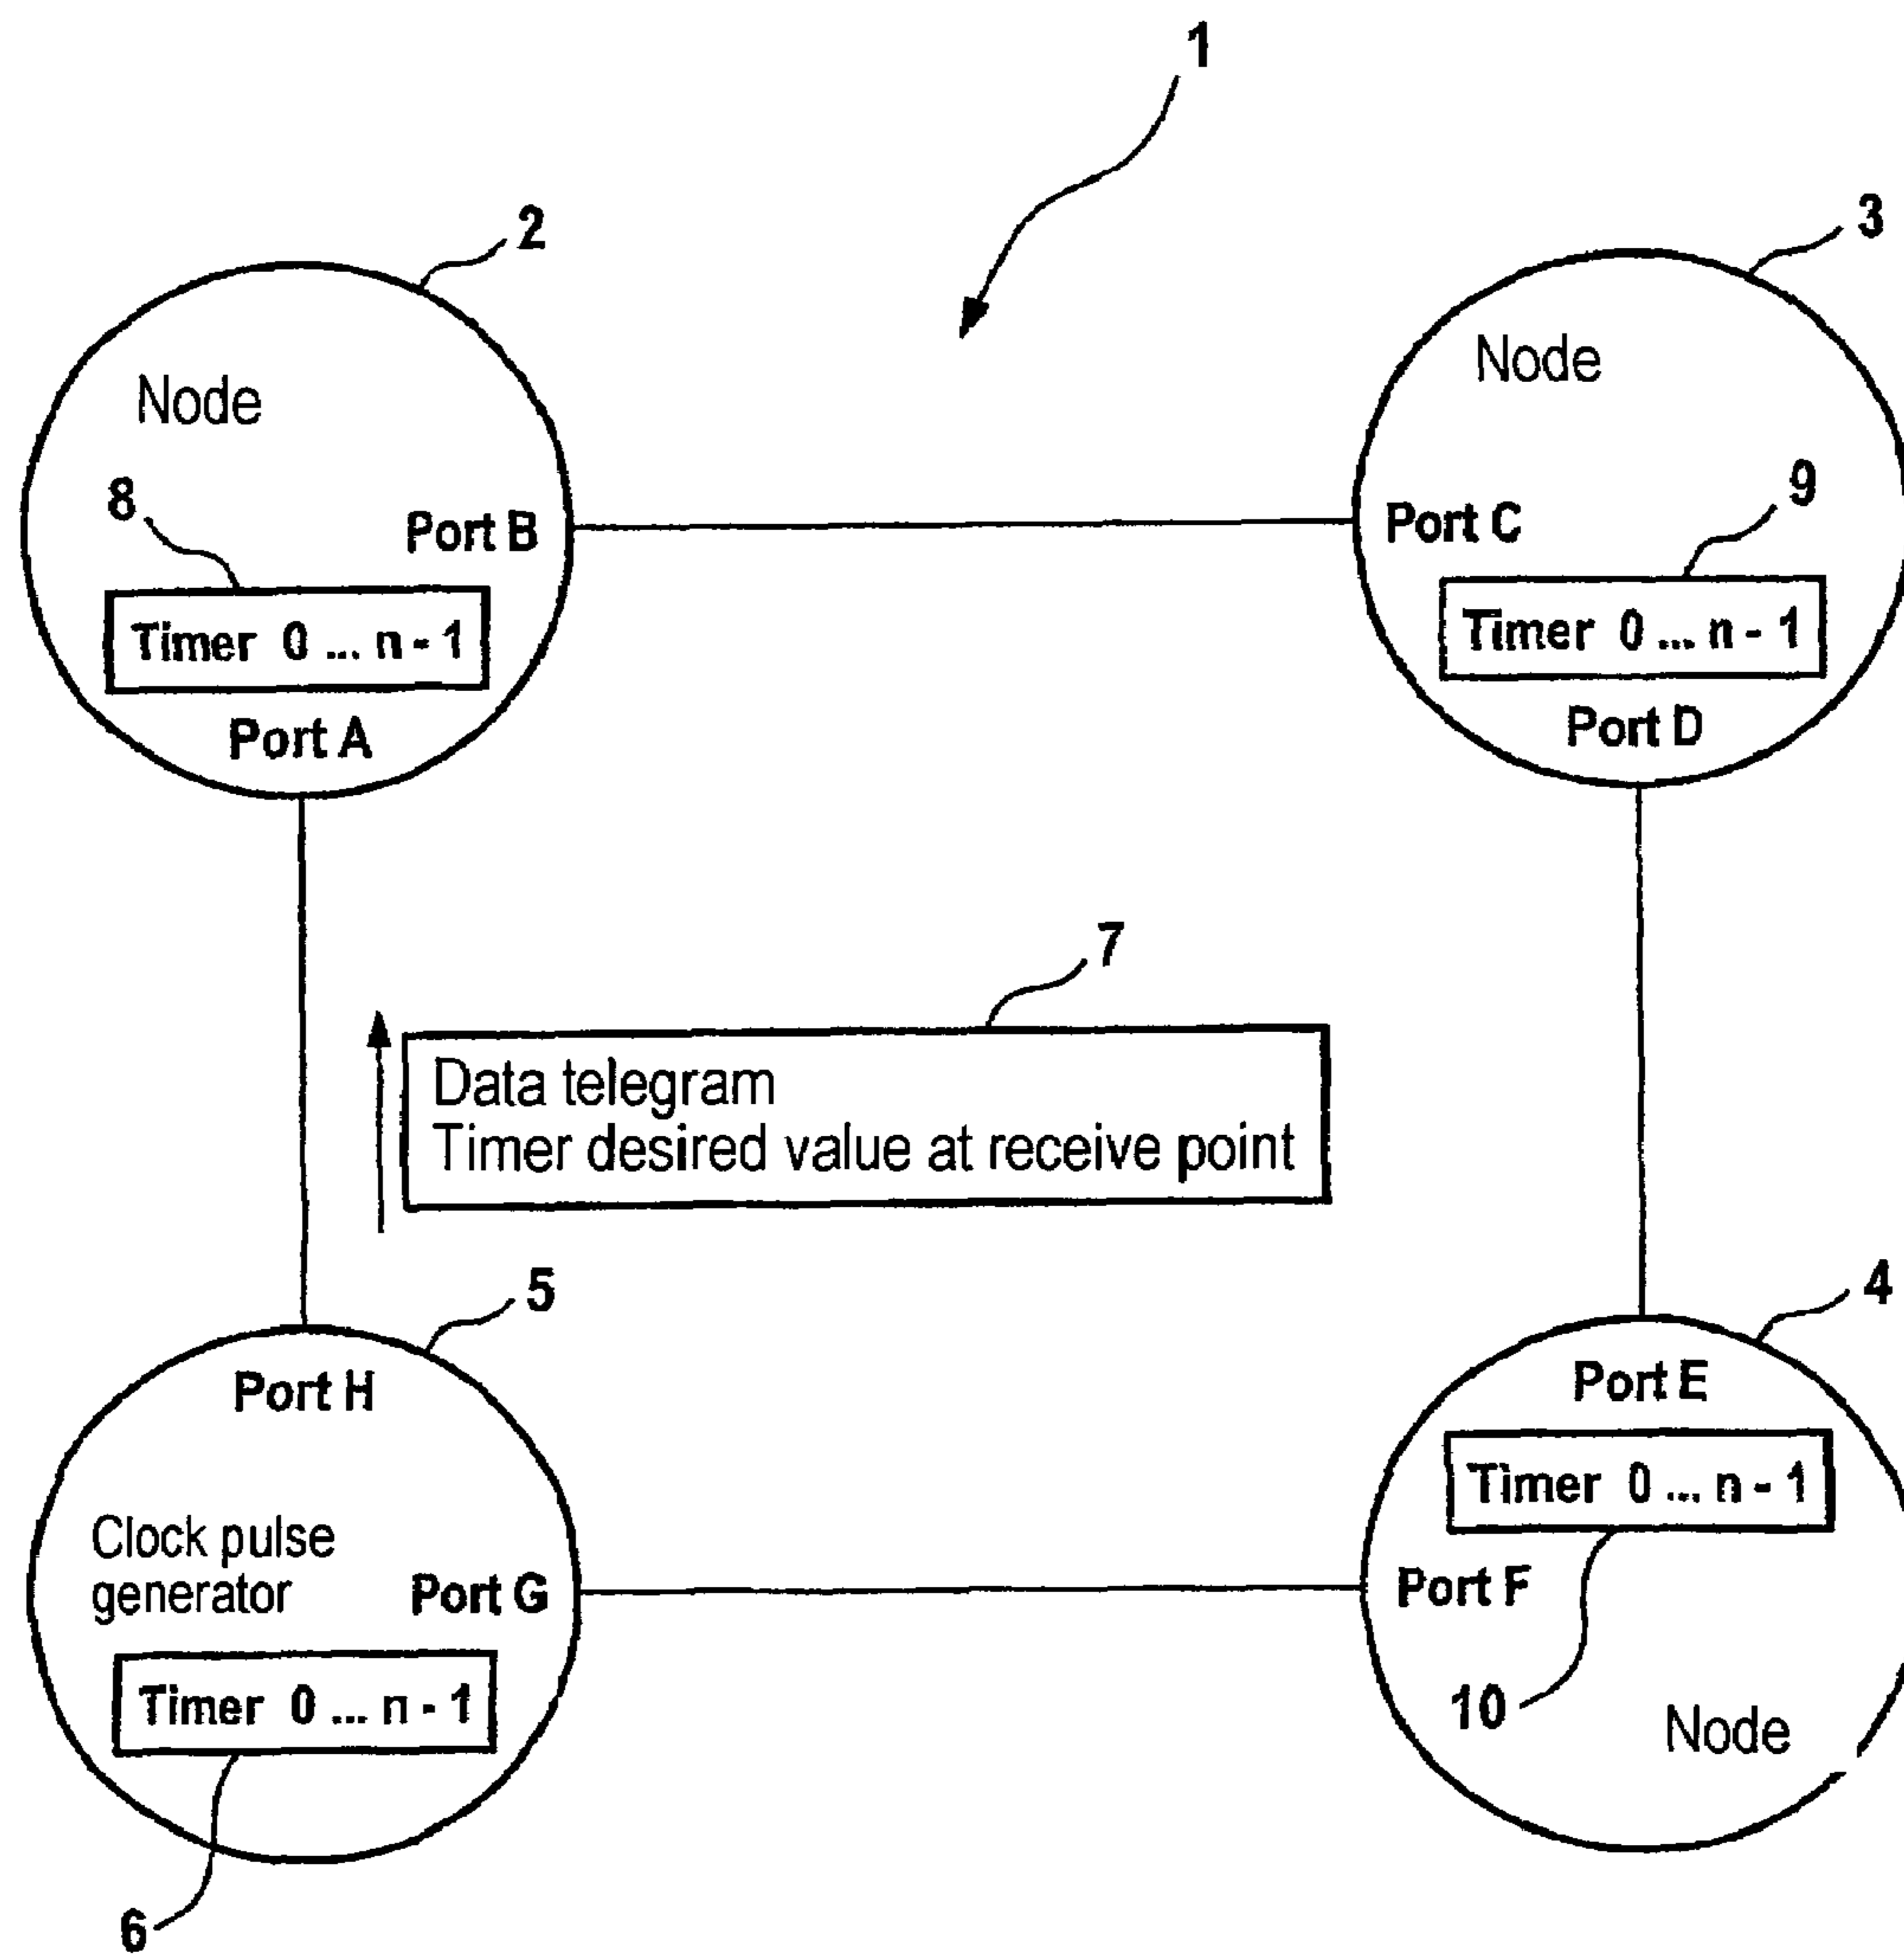 1
2
3
Node
Node
8
9
Port B
Port C
Timer 0 ... n - 1
Timer 0 ... n - 1
Port A
Port D
7
Data telegram
Timer desired value at receive point
5
4
Port H
Port E
Timer 0 ... n - 1
Clock pulse
generator
Port G
Port F
Timer 0 ... n - 1
10
Node
6